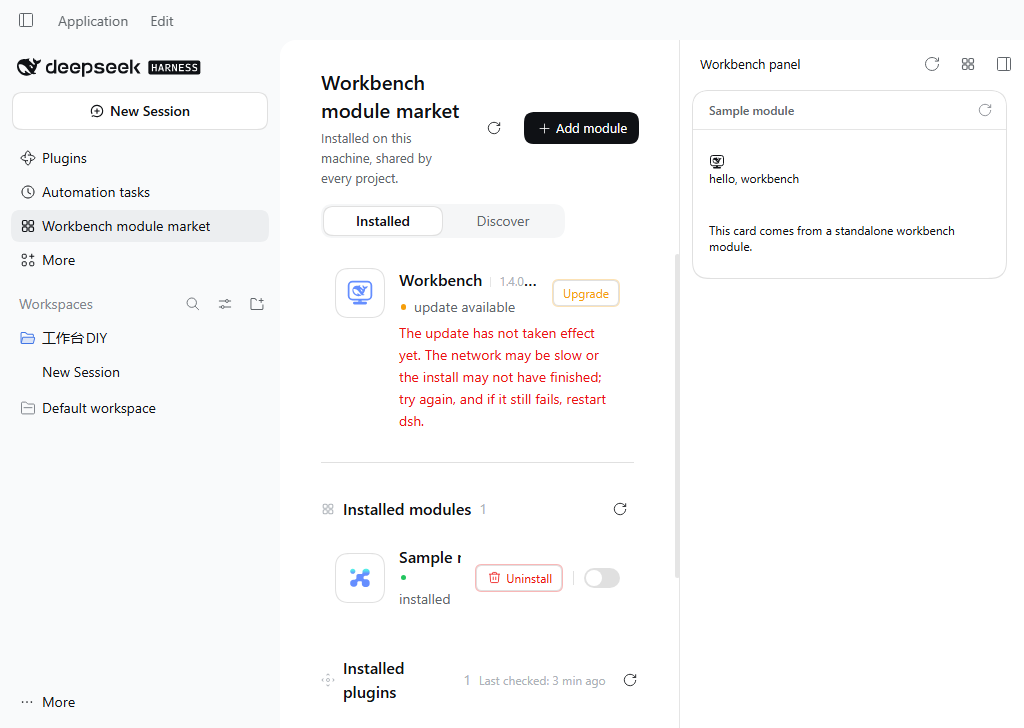 Application Edit
deepseek HARNESS
New Session
Plugins
Automation tasks
Workbench module market
More
Workspaces
工作台DIY
New Session
Default workspace
More
Workbench
module market
Installed on this
machine, shared by
every project.
Add module
Installed Discover
Workbench 1.4.0...
update available
Upgrade
The update has not taken effect
yet. The network may be slow or
the install may not have finished;
try again, and if it still fails, restart
dsh.
Installed modules 1
Sample
installed
Uninstall
Installed
plugins
1 Last checked: 3 min ago
Workbench panel
Sample module
hello, workbench
This card comes from a standalone workbench
module.